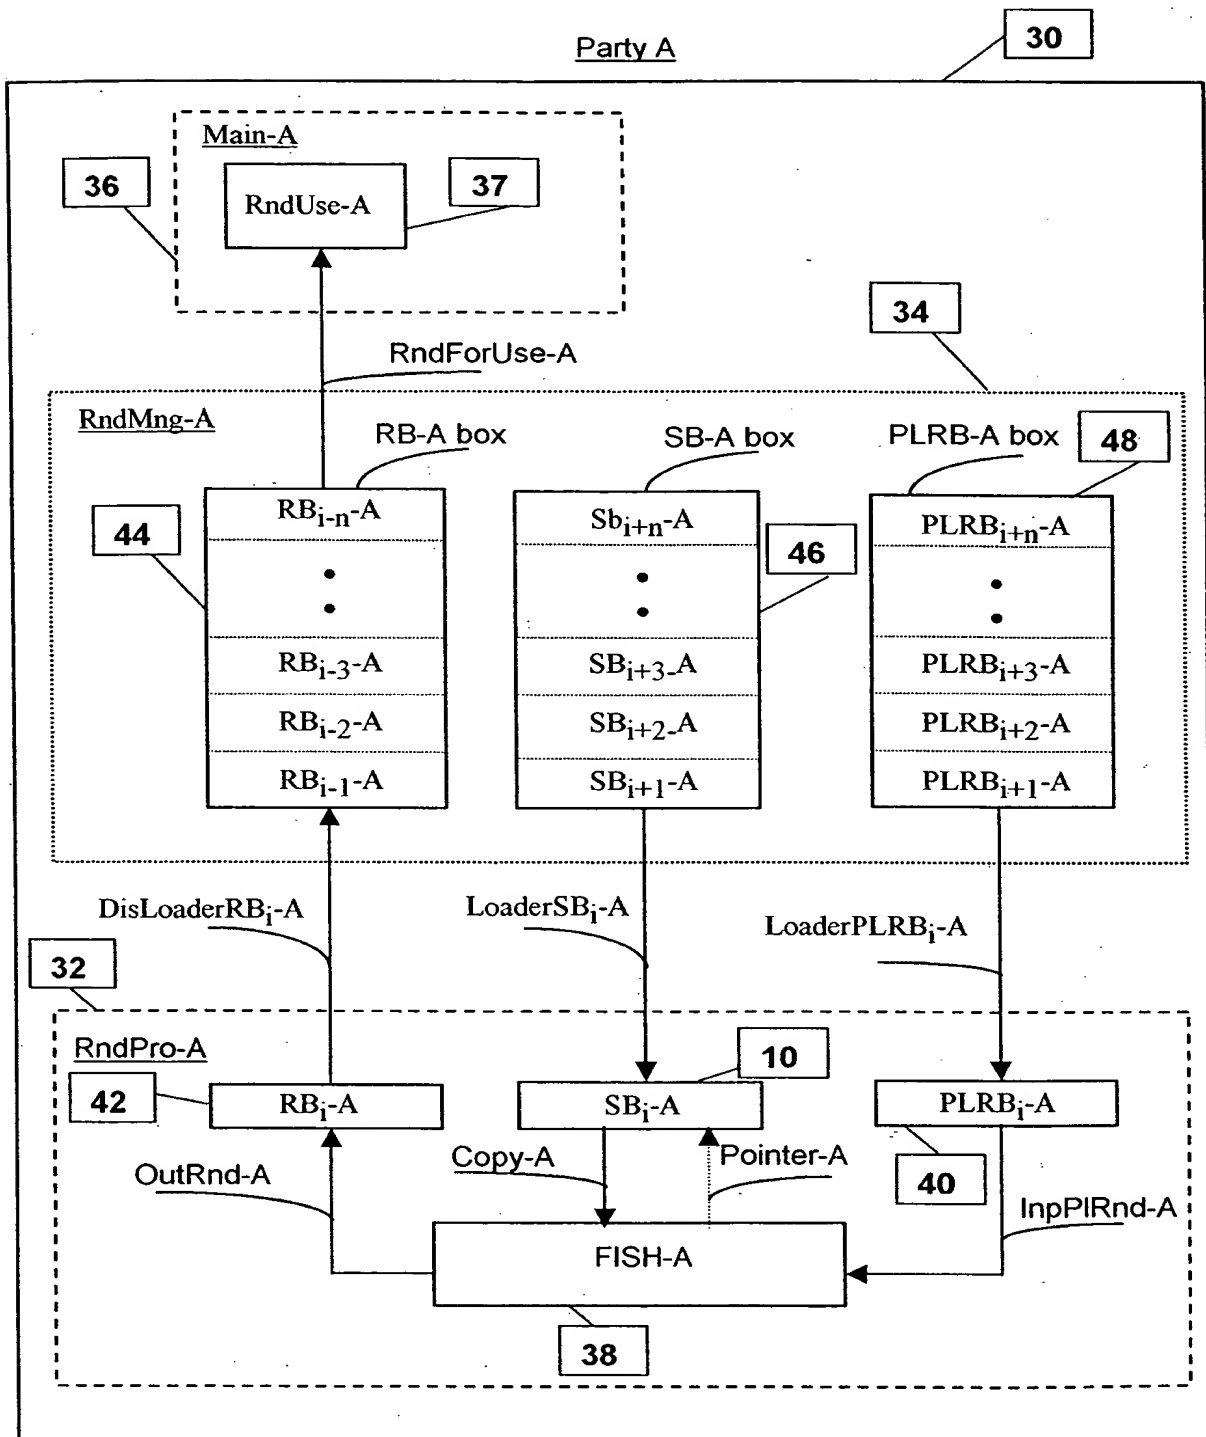 30
Party A
Main-A
36
RndUse-A
37
34
RndForUse-A
RndMng-A
RB-A box
SB-A box
PLRB-A box
48
44
RBi-n-A
Sbi+n-A
46
PLRBi+n-A
RBi-3-A
SBi+3-A
PLRBi+3-A
RBi-2-A
SBi+2-A
PLRBi+2-A
RBi-1-A
SBi+1-A
PLRBi+1-A
DisLoaderRBi-A
LoaderSBi-A
LoaderPLRBi-A
32
RndPro-A
10
42
RBi-A
SBi-A
PLRBi-A
OutRnd-A
Copy-A
Pointer-A
40
InpPlRnd-A
FISH-A
38